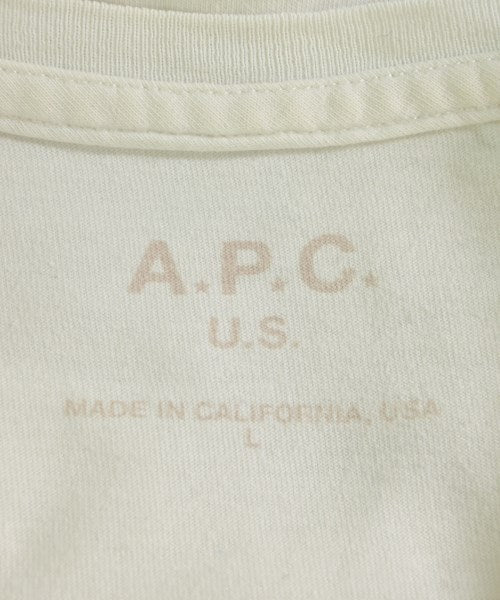 A★P★C★
U.S.
MADE IN CALIFORNIA, USA
L